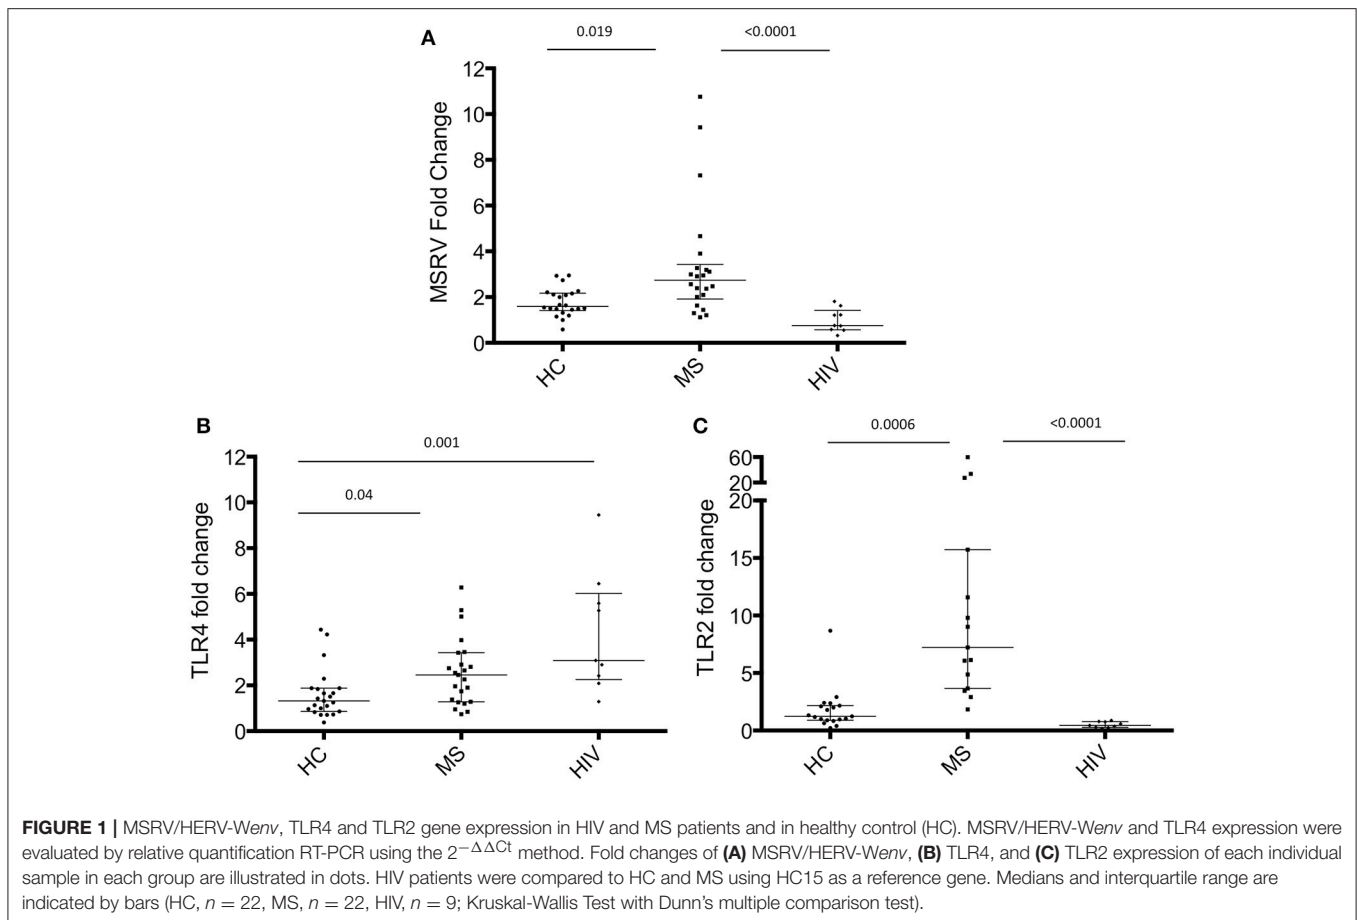 A
0.019
<0.0001
MSRV Fold Change
12
10
8
6
4
2
0
HC
MS
HIV
B
0.001
0.04
TLR4 fold change
12
10
8
6
4
2
0
HC
MS
HIV
C
0.0006
<0.0001
TLR2 fold change
60
20
20
15
10
5
0
HC
MS
HIV
FIGURE 1 | MSRV/HERV-Wenv, TLR4 and TLR2 gene expression in HIV and MS patients and in healthy control (HC). MSRV/HERV-Wenv and TLR4 expression were
evaluated by relative quantification RT-PCR using the 2−ΔΔCt method. Fold changes of (A) MSRV/HERV-Wenv, (B) TLR4, and (C) TLR2 expression of each individual
sample in each group are illustrated in dots. HIV patients were compared to HC and MS using HC15 as a reference gene. Medians and interquartile range are
indicated by bars (HC, n = 22, MS, n = 22, HIV, n = 9; Kruskal-Wallis Test with Dunn’s multiple comparison test).